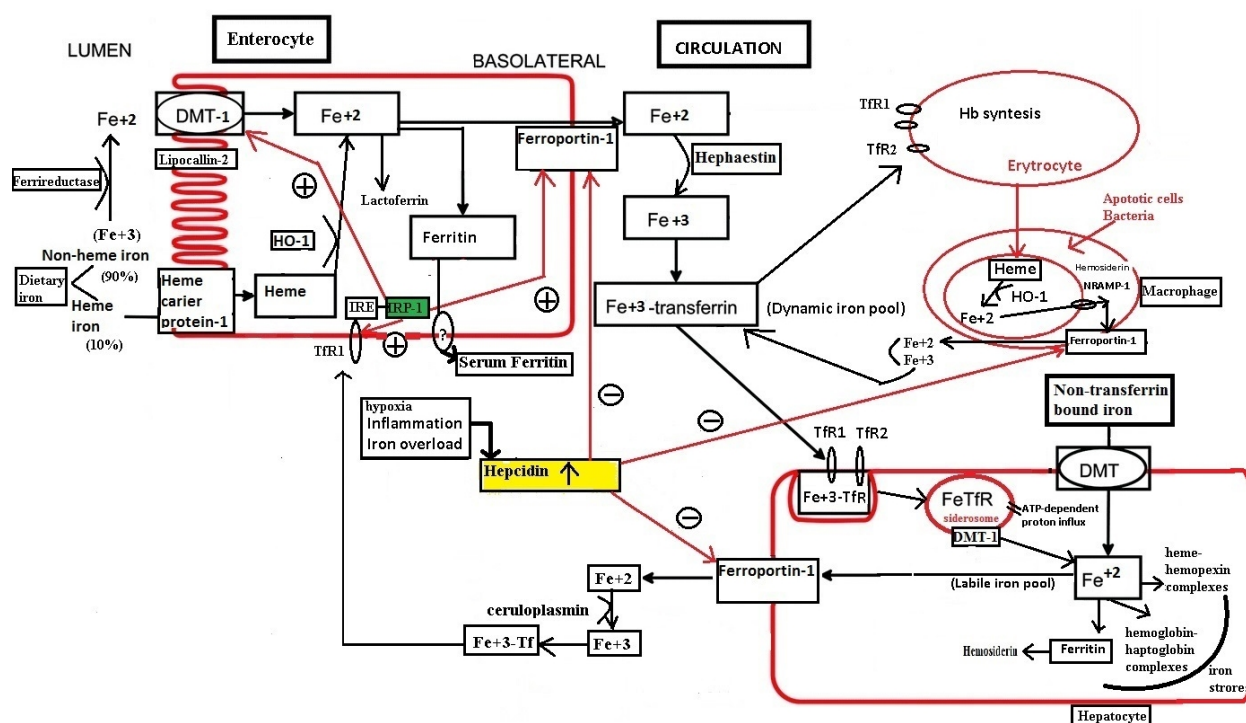 LUMEN
Enterocyte
BASOLATERAL
CIRCULATION
Fe+2
DMT-1
Fe+2
Fe+2
TfR1
Hb syntesis
TfR2
Erytrocyte
Lipocallin-2
Ferroportin-1
Hephaestin
Ferrireductase
+
Lactoferrin
Apototic cells
Bacteria
(Fe+3)
Non-heme iron
(90%)
HO-1
Ferritin
Fe+3
Dietary
iron
Heme
iron
(10%)
Heme
carier
protein-1
Heme
IRE
IRP-1
+
Fe+3-transferrin
(Dynamic iron pool)
Heme
Hemosiderin
NRAMP-1
HO-1
Fe+2
Macrophage
TfR1
+
?
Serum Ferritin
Fe+2
Fe+3
Ferroportin-1
hypoxia
Inflammation
Iron overload
−
−
Non-transferrin
bound iron
Hepcidin
TfR1
TfR2
DMT
Fe+3-TfR
FeTfR
siderosome
DMT-1
ATP-dependent
proton influx
−
Ferroportin-1
Fe+2
(Labile iron pool)
Fe+2
heme-
hemopexin
complexes
ceruloplasmin
Fe+3-Tf
Fe+3
Hemosiderin
Ferritin
hemoglobin-
haptoglobin
complexes
iron
strores
Hepatocyte